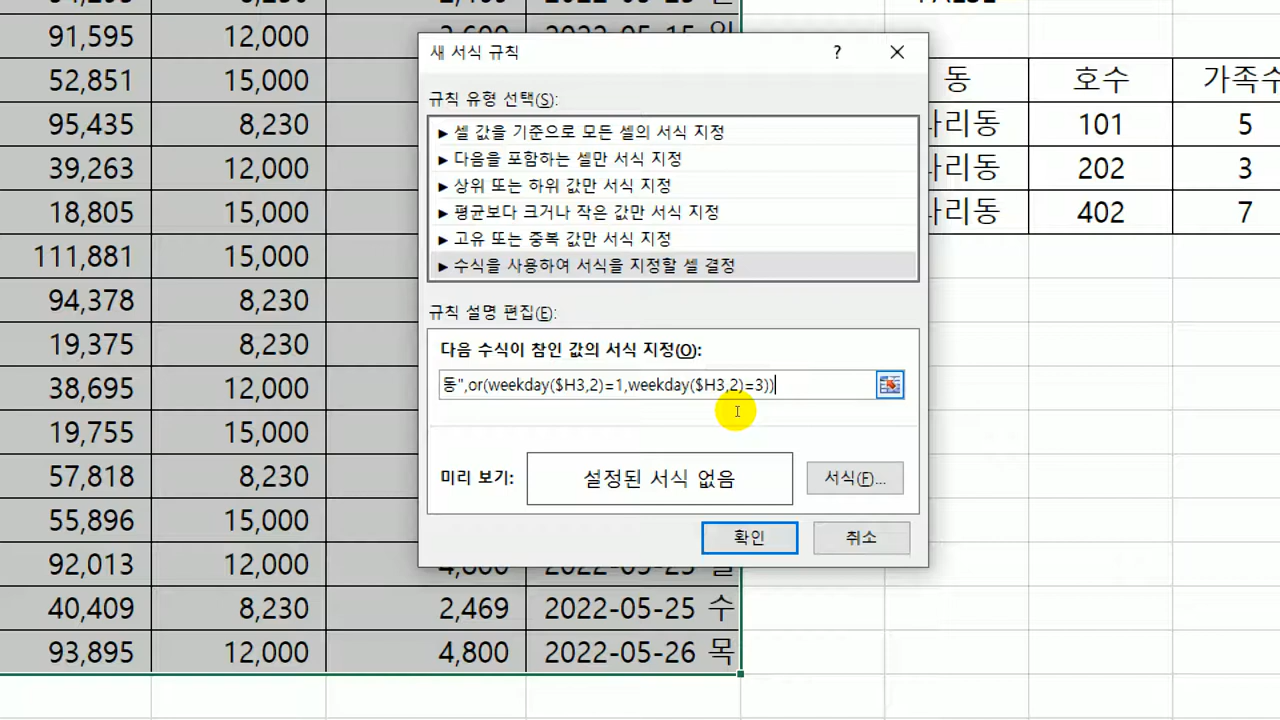 91,595 12,000
52,851 15,000
95,435 8,230
39,263 12,000
18,805 15,000
111,881 15,000
94,378 8,230
19,375 8,230
38,695 12,000
19,755 15,000
57,818 8,230
55,896 15,000
92,013 12,000
40,409 8,230 2,469 2022-05-25 수
93,895 12,000 4,800 2022-05-26 목
새 서식 규칙 ?
규칙 유형 선택(S):
► 셀 값을 기준으로 모든 셀의 서식 지정
► 다음을 포함하는 셀만 서식 지정
► 상위 또는 하위 값만 서식 지정
► 평균보다 크거나 작은 값만 서식 지정
► 고유 또는 중복 값만 서식 지정
► 수식을 사용하여 서식을 지정할 셀 결정
규칙 설명 편집(E):
다음 수식이 참인 값의 서식 지정(O):
동",or(weekday($H3,2)=1,weekday($H3,2)=3))
미리 보기: 설정된 서식 없음 서식(F)...
확인 취소
동 호수 가족수
리동 101 5
리동 202 3
리동 402 7